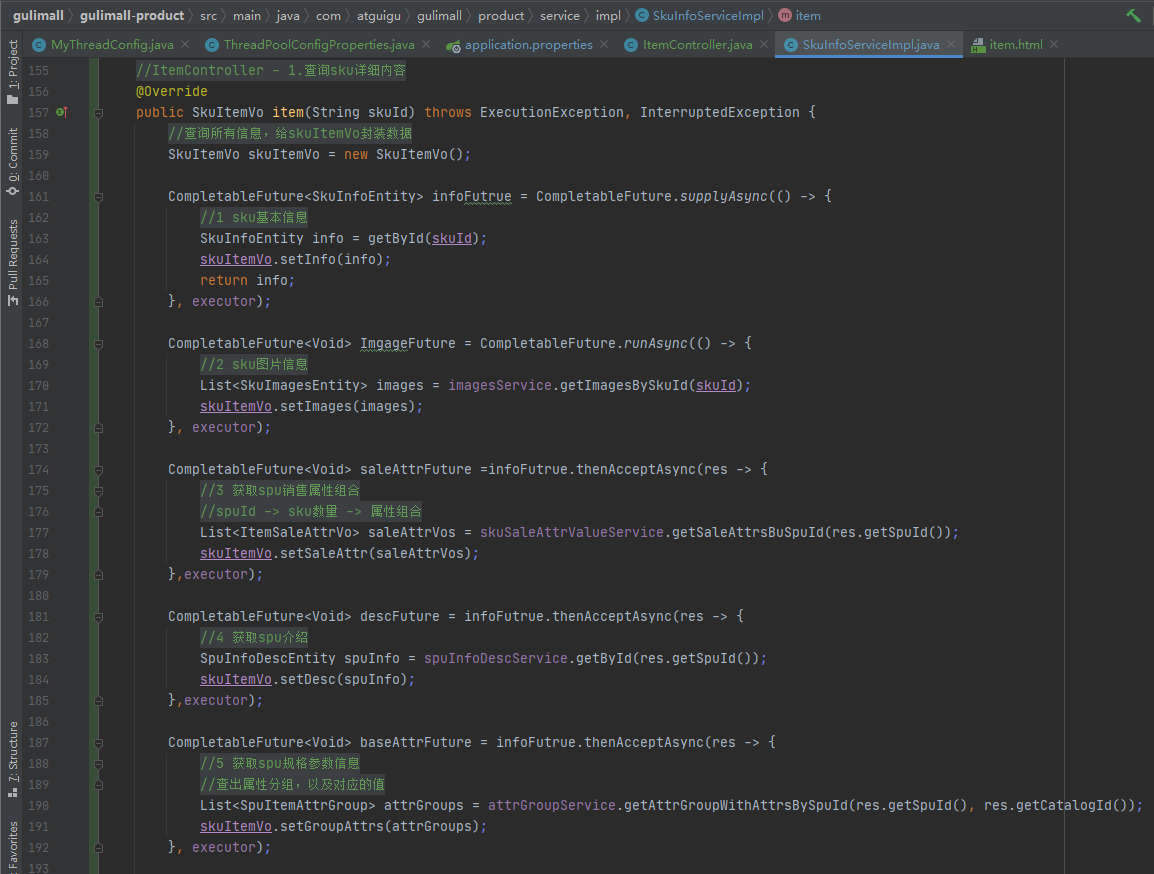 gulimall gulimall-product src main java com atguigu gulimall product service impl SkuInfoServiceImpl item
MyThreadConfig.java ThreadPoolConfigProperties.java application.properties ItemController.java SkuInfoServiceImpl.java item.html
1: Project
0: Commit
Pull Requests
7: Structure
Favorites
155 //ItemController - 1.查询sku详细内容
156 @Override
157 public SkuItemVo item(String skuId) throws ExecutionException, InterruptedException {
158 //查询所有信息，给skuItemVo封装数据
159 SkuItemVo skuItemVo = new SkuItemVo();
160
161 CompletableFuture<SkuInfoEntity> infoFutrue = CompletableFuture.supplyAsync(() -> {
162 //1 sku基本信息
163 SkuInfoEntity info = getById(skuId);
164 skuItemVo.setInfo(info);
165 return info;
166 }, executor);
167
168 CompletableFuture<Void> ImgageFuture = CompletableFuture.runAsync(() -> {
169 //2 sku图片信息
170 List<SkuImagesEntity> images = imagesService.getImagesBySkuId(skuId);
171 skuItemVo.setImages(images);
172 }, executor);
173
174 CompletableFuture<Void> saleAttrFuture =infoFutrue.thenAcceptAsync(res -> {
175 //3 获取spu销售属性组合
176 //spuId -> sku数量 -> 属性组合
177 List<ItemSaleAttrVo> saleAttrVos = skuSaleAttrValueService.getSaleAttrsBuSpuId(res.getSpuId());
178 skuItemVo.setSaleAttr(saleAttrVos);
179 },executor);
180
181 CompletableFuture<Void> descFuture = infoFutrue.thenAcceptAsync(res -> {
182 //4 获取spu介绍
183 SpuInfoDescEntity spuInfo = spuInfoDescService.getById(res.getSpuId());
184 skuItemVo.setDesc(spuInfo);
185 },executor);
186
187 CompletableFuture<Void> baseAttrFuture = infoFutrue.thenAcceptAsync(res -> {
188 //5 获取spu规格参数信息
189 //查出属性分组，以及对应的值
190 List<SpuItemAttrGroup> attrGroups = attrGroupService.getAttrGroupWithAttrsBySpuId(res.getSpuId(), res.getCatalogId());
191 skuItemVo.setGroupAttrs(attrGroups);
192 }, executor);
193